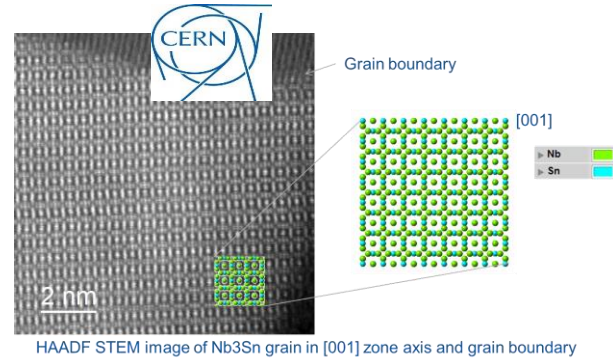 CERN
Grain boundary
[001]
Nb
Sn
2 nm
HAADF STEM image of Nb3Sn grain in [001] zone axis and grain boundary